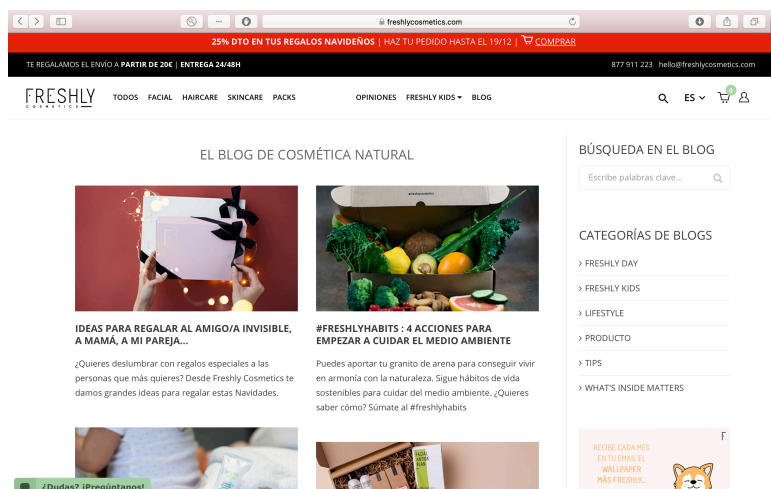 freshlycosmetics.com
25% DTO EN TUS REGALOS NAVIDEÑOS | HAZ TU PEDIDO HASTA EL 19/12 | COMPRAR
TE REGALAMOS EL ENVÍO A PARTIR DE 20€ | ENTREGA 24/48H
877 911 223 hello@freshlycosmetics.com
FRESHLY
COSMETICS
TODOS FACIAL HAIRCARE SKINCARE PACKS OPINIONES FRESHLY KIDS BLOG
ES
0
EL BLOG DE COSMÉTICA NATURAL
IDEAS PARA REGALAR AL AMIGO/A INVISIBLE,
A MAMÁ, A MI PAREJA...
¿Quieres deslumbrar con regalos especiales a las
personas que más quieres? Desde Freshly Cosmetics te
damos grandes ideas para regalar estas Navidades.
#FRESHLYHABITS : 4 ACCIONES PARA
EMPEZAR A CUIDAR EL MEDIO AMBIENTE
Puedes aportar tu granito de arena para conseguir vivir
en armonía con la naturaleza. Sigue hábitos de vida
sostenibles para cuidar del medio ambiente. ¿Quieres
saber cómo? Súmate al #freshlyhabits
FACIAL
DETOX
PLAN
BÚSQUEDA EN EL BLOG
Escribe palabras clave...
CATEGORÍAS DE BLOGS
> FRESHLY DAY
> FRESHLY KIDS
> LIFESTYLE
> PRODUCTO
> TIPS
> WHAT'S INSIDE MATTERS
F
RECIBE CADA MES
EN TU EMAIL EL
WALLPAPER
MÁS FRESHLY...
¿Dudas? ¡Pregúntanos!